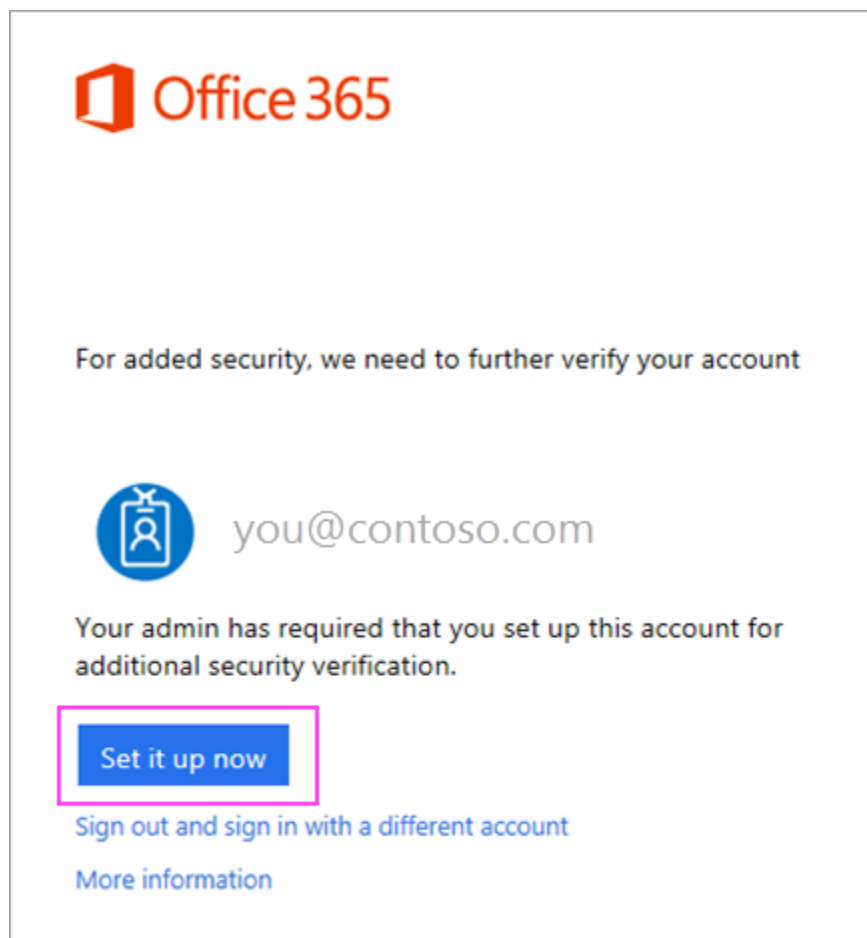 Office 365
For added security, we need to further verify your account
you@contoso.com
Your admin has required that you set up this account for
additional security verification.
Set it up now
Sign out and sign in with a different account
More information